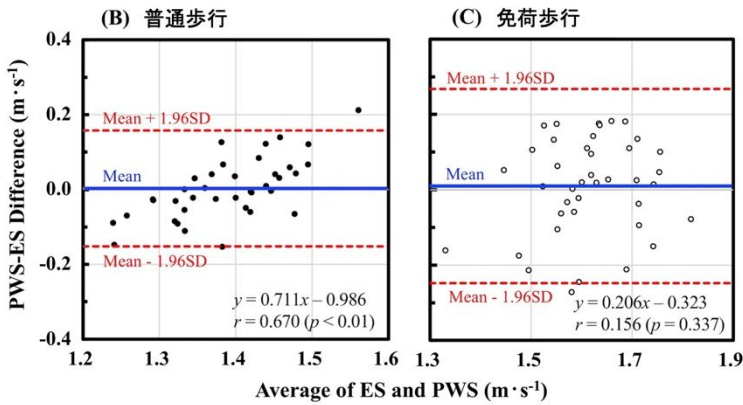 (B) 普通歩行
(C) 免荷歩行
PWS-ES Difference (m·s⁻¹)
0.4
0.2
0.0
-0.2
-0.4
Mean + 1.96SD
Mean
Mean - 1.96SD
y = 0.711x – 0.986
r = 0.670 (p < 0.01)
1.2
1.3
1.4
1.5
1.6
Mean + 1.96SD
Mean
Mean - 1.96SD
y = 0.206x – 0.323
r = 0.156 (p = 0.337)
1.3
1.5
1.7
1.9
Average of ES and PWS (m·s⁻¹)